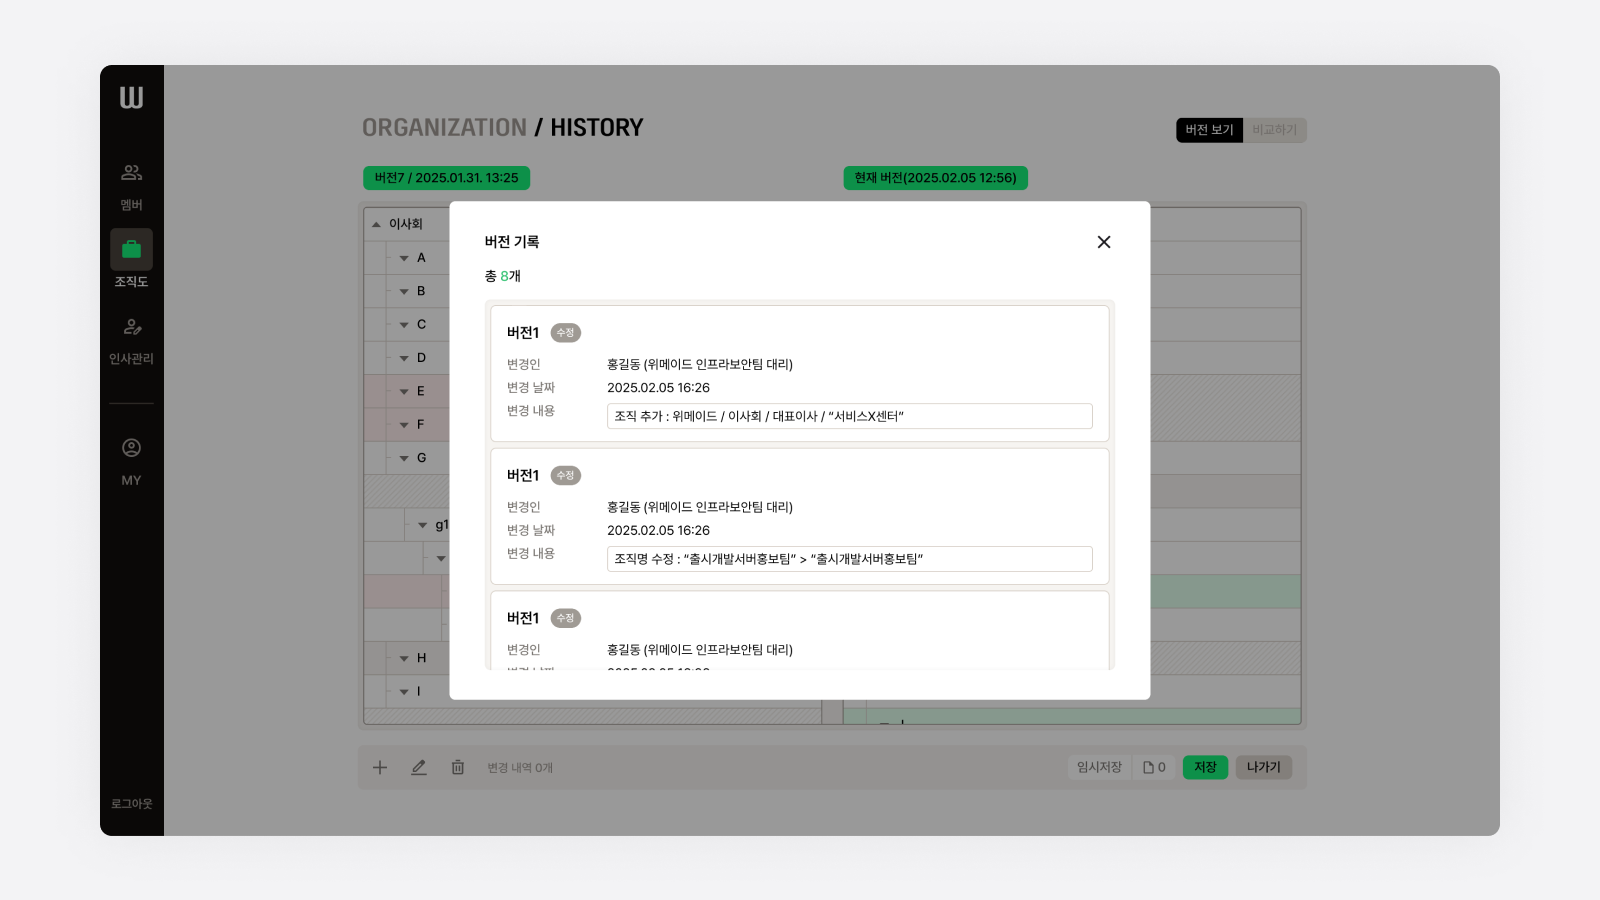 W
멤버
조직도
인사관리
MY
로그아웃
ORGANIZATION / HISTORY
버전 보기
비교하기
버전7 / 2025.01.31. 13:25
현재 버전(2025.02.05 12:56)
이사회
A
B
C
D
E
F
G
g1
H
I
버전 기록
총 8개
버전1 수정
변경인 홍길동 (위메이드 인프라보안팀 대리)
변경 날짜 2025.02.05 16:26
변경 내용 조직 추가 : 위메이드 / 이사회 / 대표이사 / “서비스X센터”
버전1 수정
변경인 홍길동 (위메이드 인프라보안팀 대리)
변경 날짜 2025.02.05 16:26
변경 내용 조직명 수정 : “출시개발서버홍보팀” > “출시개발서버홍보팀”
버전1 수정
변경인 홍길동 (위메이드 인프라보안팀 대리)
변경 내역 0개
임시저장 0
저장
나가기